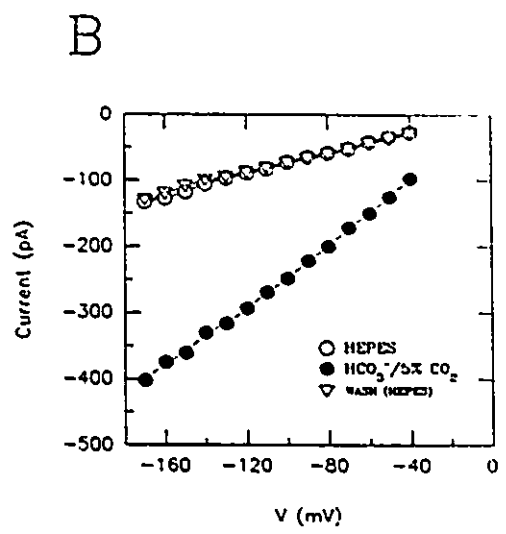 B
0
−100
−200
−300
−400
−500
Current (pA)
HEPES
HCO3−/5% CO2
WASH (HEPES)
−160 −120 −80 −40 0
V (mV)